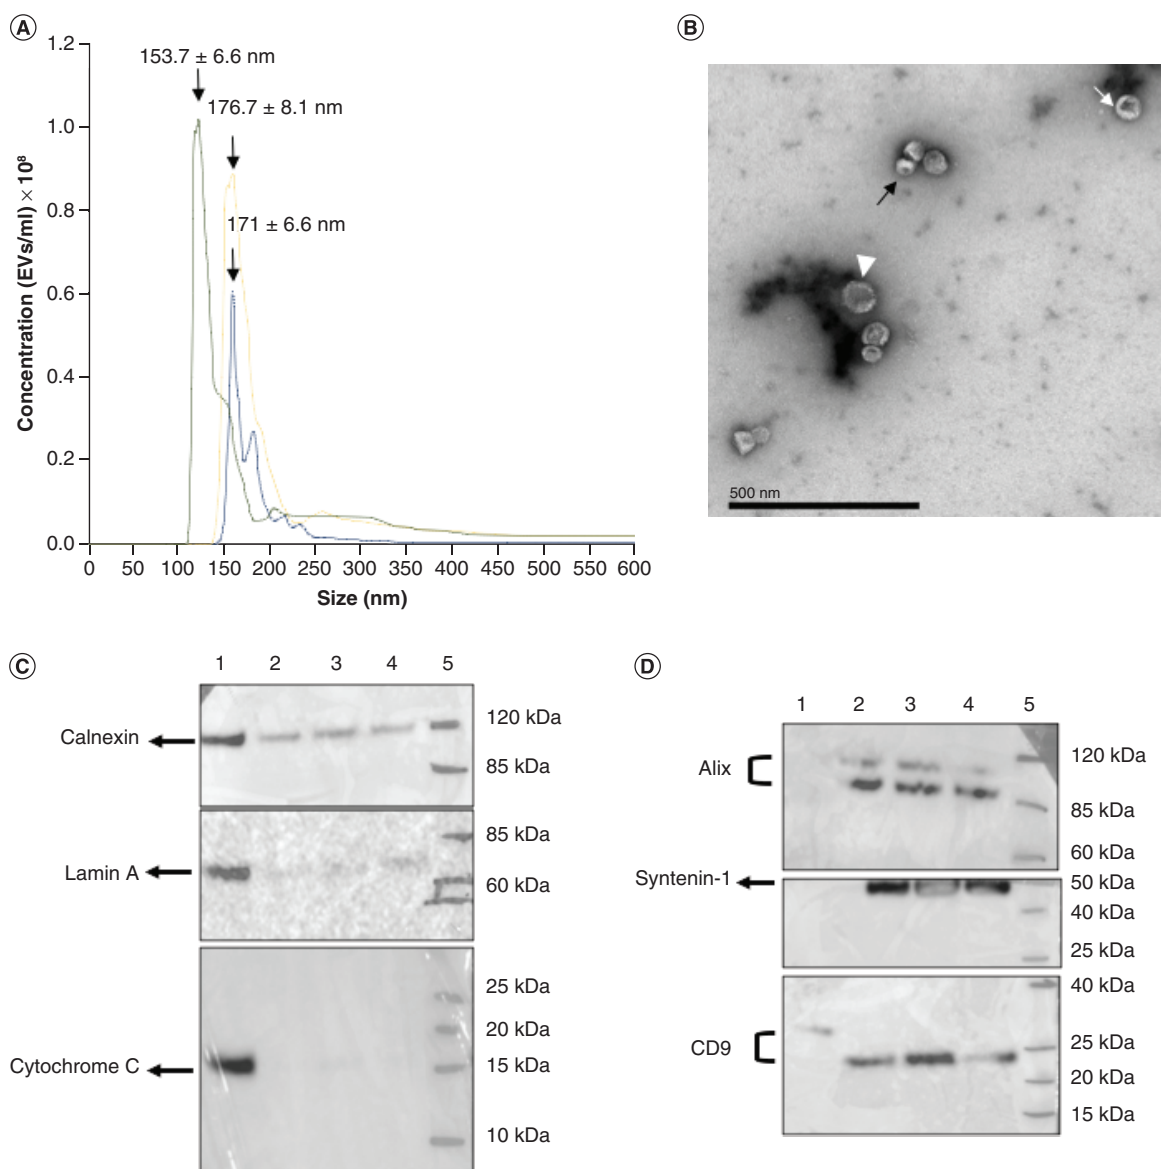 A
Concentration (EVs/ml) × 10⁸
1.2
1.0
0.8
0.6
0.4
0.2
0.0
153.7 ± 6.6 nm
176.7 ± 8.1 nm
171 ± 6.6 nm
0 50 100 150 200 250 300 350 400 450 500 550 600
Size (nm)
B
500 nm
C
1 2 3 4 5
Calnexin
120 kDa
85 kDa
Lamin A
85 kDa
60 kDa
Cytochrome C
25 kDa
20 kDa
15 kDa
10 kDa
D
1 2 3 4 5
Alix
120 kDa
85 kDa
60 kDa
Syntenin-1
50 kDa
40 kDa
25 kDa
CD9
40 kDa
25 kDa
20 kDa
15 kDa